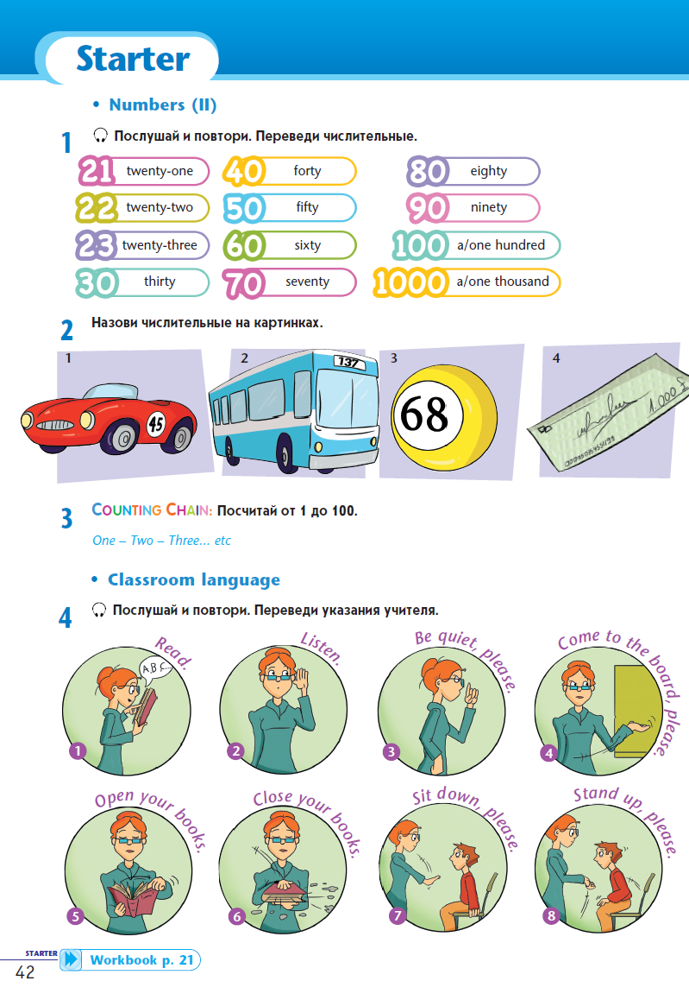 Starter
• Numbers (II)
1 Послушай и повтори. Переведи числительные.
21 twenty-one
40 forty
80 eighty
22 twenty-two
50 fifty
90 ninety
23 twenty-three
60 sixty
100 a/one hundred
30 thirty
70 seventy
1000 a/one thousand
2 Назови числительные на картинках.
1
45
2
137
3
68
4
1.000
3 COUNTING CHAIN: Посчитай от 1 до 100.
One – Two – Three... etc
• Classroom language
4 Послушай и повтори. Переведи указания учителя.
Read.
A,B,C...
1
Listen.
2
Be quiet, please.
3
Come to the board, please.
4
Open your books.
5
Close your books.
6
Sit down, please.
7
Stand up, please.
8
STARTER
42
Workbook p. 21